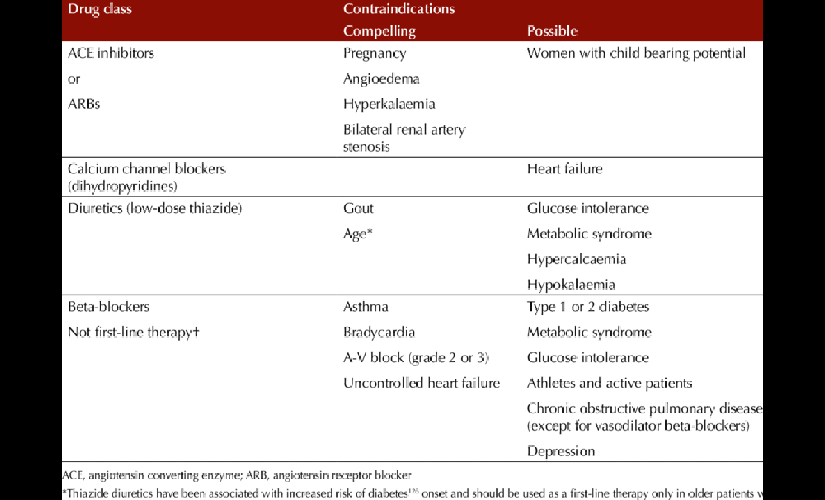 Drug class Contraindications
Compelling Possible
ACE inhibitors Pregnancy Women with child bearing potential
or Angioedema
ARBs Hyperkalaemia
Bilateral renal artery
stenosis
Calcium channel blockers Heart failure
(dihydropyridines)
Diuretics (low-dose thiazide) Gout Glucose intolerance
Age* Metabolic syndrome
Hypercalcaemia
Hypokalaemia
Beta-blockers Asthma Type 1 or 2 diabetes
Not first-line therapy† Bradycardia Metabolic syndrome
A-V block (grade 2 or 3) Glucose intolerance
Uncontrolled heart failure Athletes and active patients
Chronic obstructive pulmonary disease
(except for vasodilator beta-blockers)
Depression
ACE, angiotensin converting enzyme; ARB, angiotensin receptor blocker
*Thiazide diuretics have been associated with increased risk of diabetes onset and should be used as a first-line therapy only in older patients